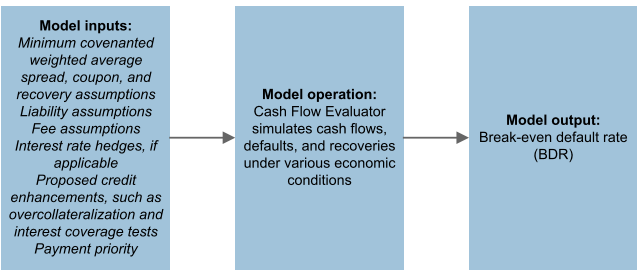 Model inputs:
Minimum covenanted
weighted average
spread, coupon, and
recovery assumptions
Liability assumptions
Fee assumptions
Interest rate hedges, if
applicable
Proposed credit
enhancements, such as
overcollateralization and
interest coverage tests
Payment priority
Model operation:
Cash Flow Evaluator
simulates cash flows,
defaults, and recoveries
under various economic
conditions
Model output:
Break-even default rate
(BDR)